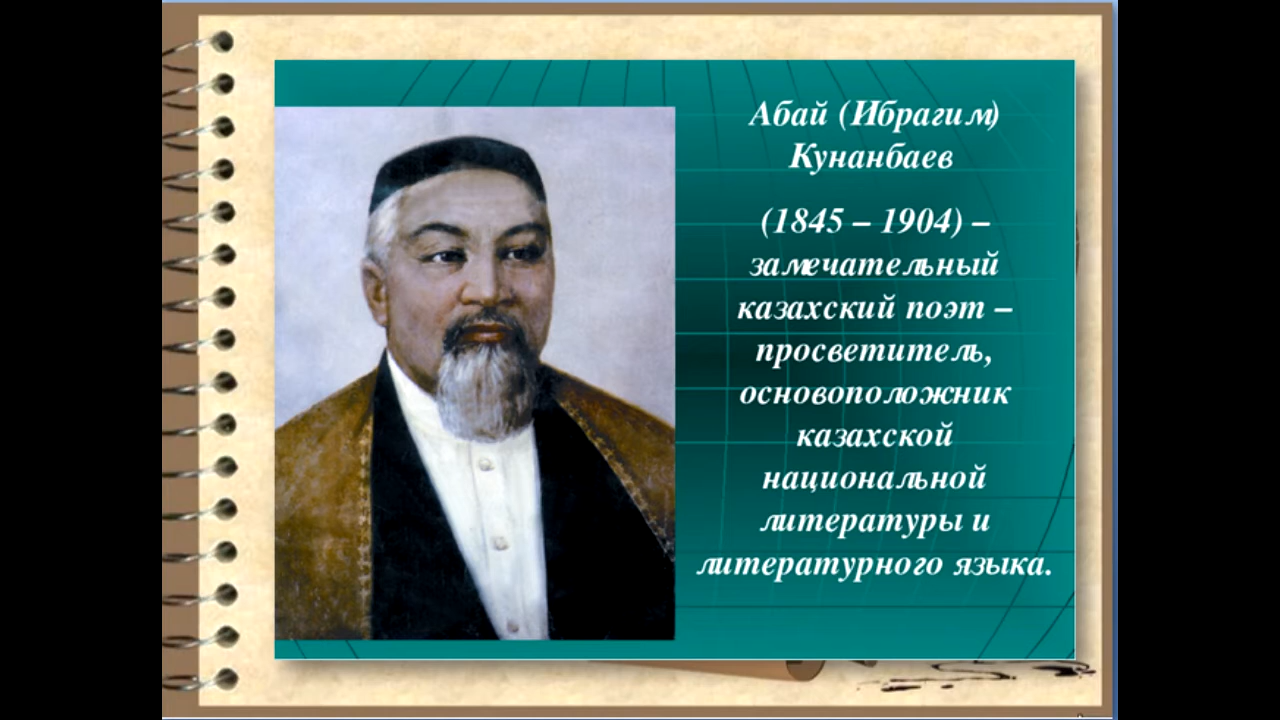 Абай (Ибрагим)
Кунанбаев
(1845 – 1904) –
замечательный
казахский поэт –
просветитель,
основоположник
казахской
национальной
литературы и
литературного языка.